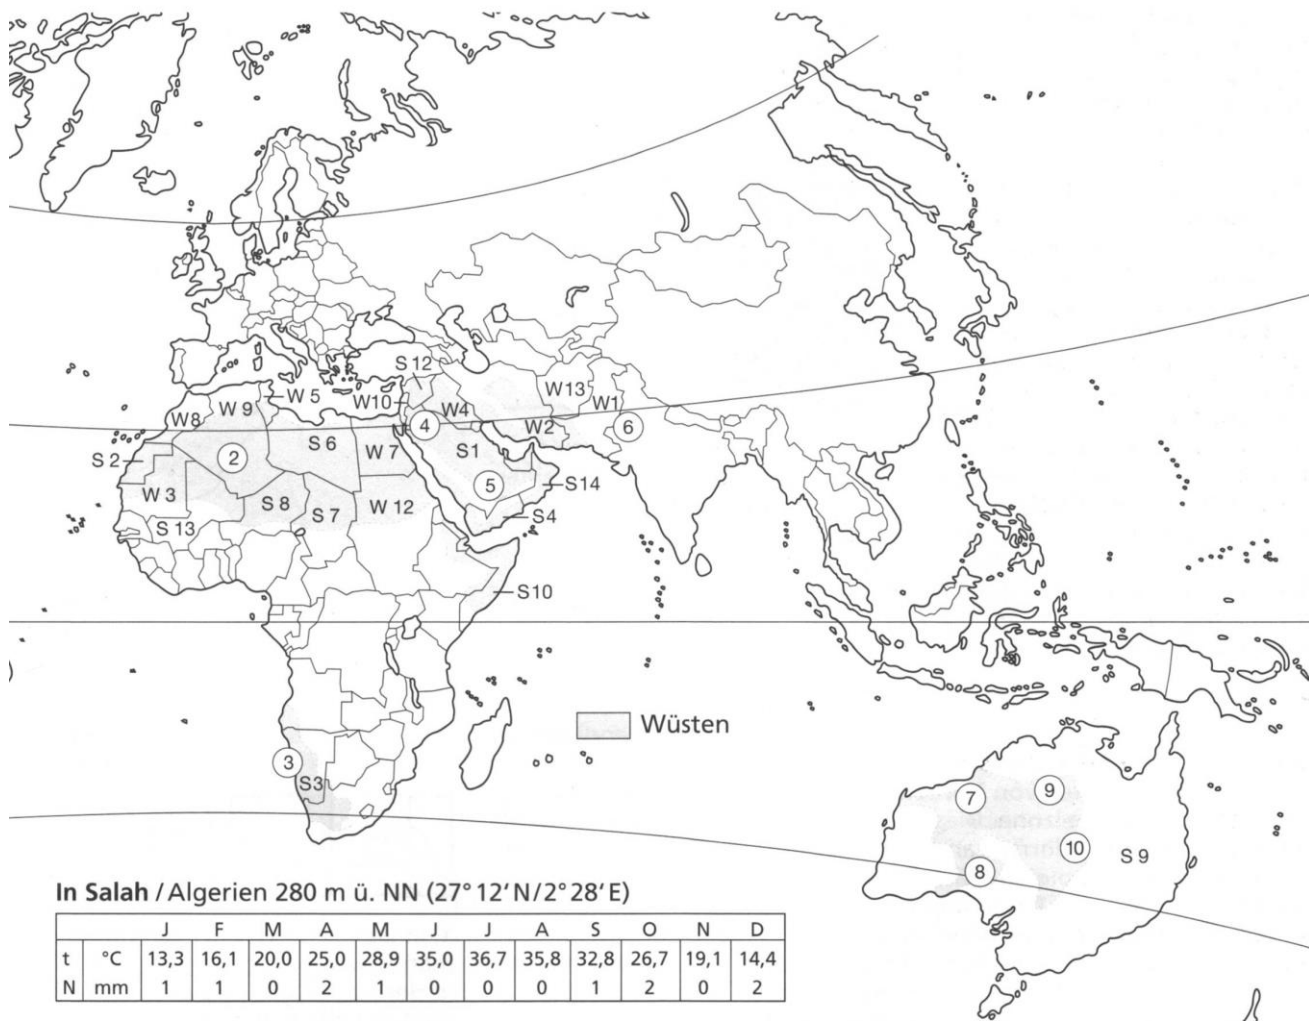 S 12
W 5
W13
W 9
W10
W1
W8
W4
4
6
W2
S 6
2
S1
W 7
S 2
5
W 3
S14
S 8
W 12
S 7
S4
S 13
S10
Wüsten
3
S3
9
7
10
S 9
8
In Salah / Algerien 280 m ü. NN (27° 12′ N/2° 28′ E)
J F M A M J J A S O N D
t °C 13,3 16,1 20,0 25,0 28,9 35,0 36,7 35,8 32,8 26,7 19,1 14,4
N mm 1 1 0 2 1 0 0 0 1 2 0 2